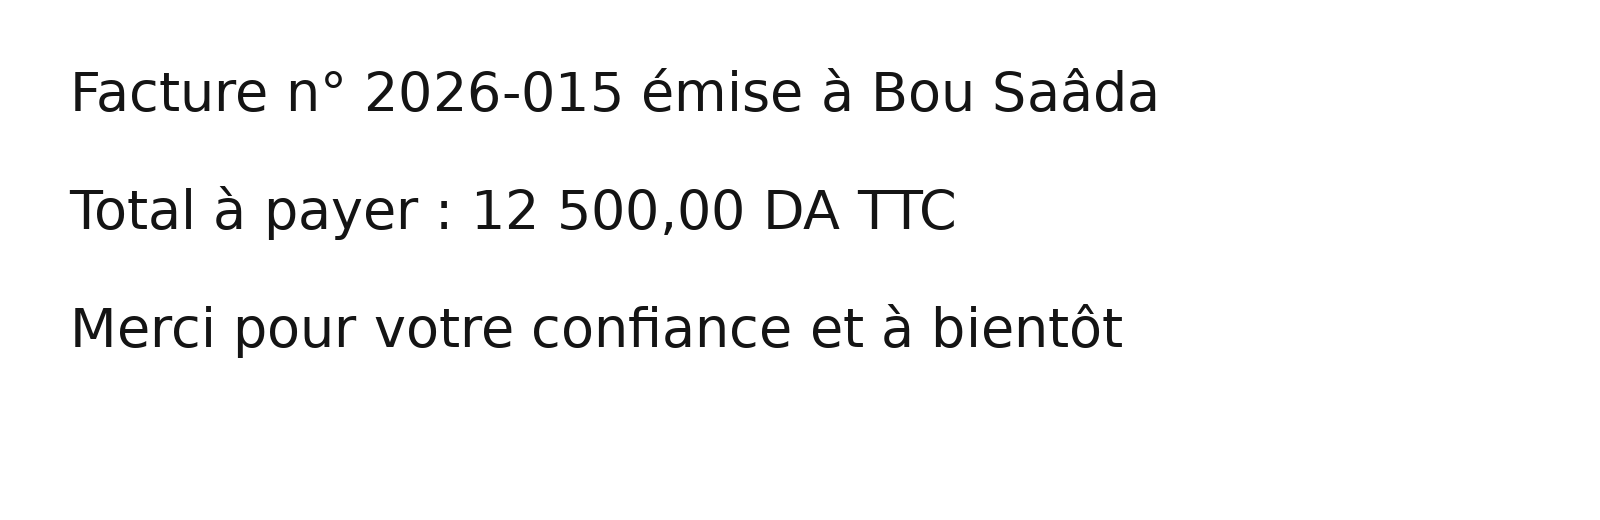 Facture n° 2026-015 émise à Bou Saâda
Total à payer : 12 500,00 DA TTC
Merci pour votre confiance et à bientôt